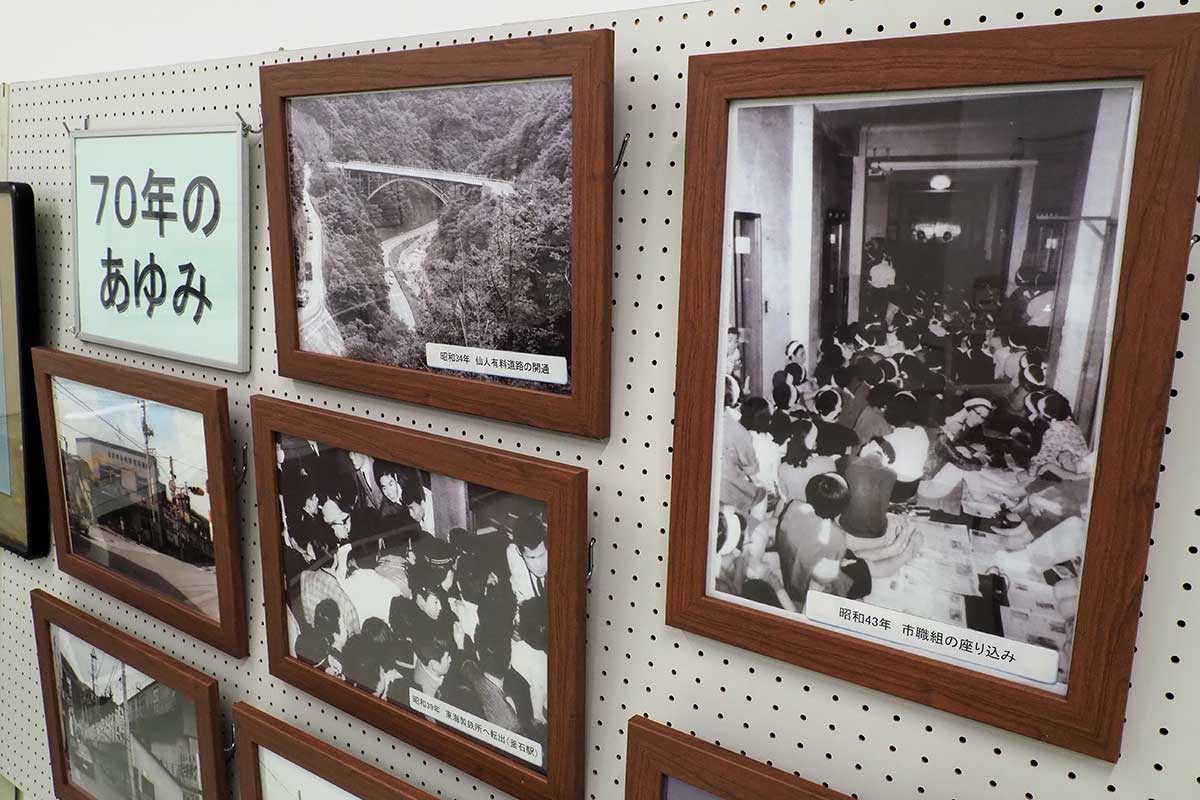 70年の
あゆみ
昭和34年 仙人有料道路の開通
昭和39年 東海製鉄所へ転出(釜石駅)
昭和43年 市職組の座り込み